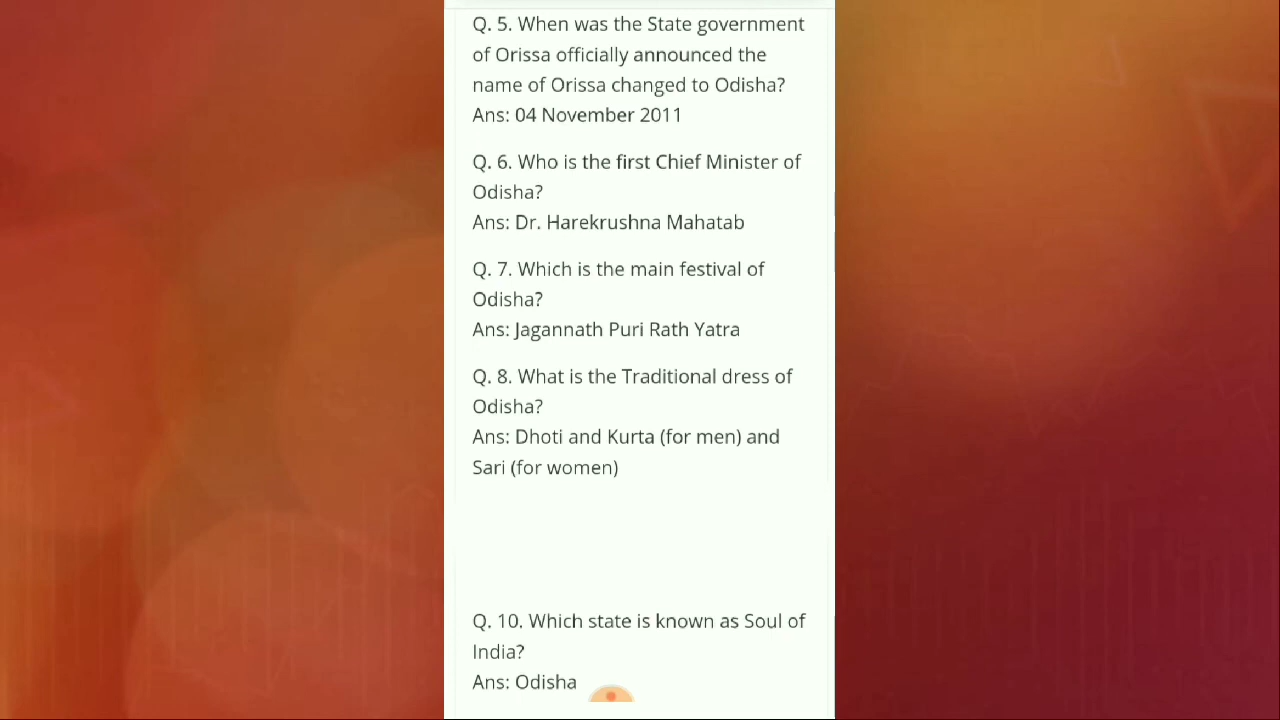 Q. 5. When was the State government
of Orissa officially announced the
name of Orissa changed to Odisha?
Ans: 04 November 2011
Q. 6. Who is the first Chief Minister of
Odisha?
Ans: Dr. Harekrushna Mahatab
Q. 7. Which is the main festival of
Odisha?
Ans: Jagannath Puri Rath Yatra
Q. 8. What is the Traditional dress of
Odisha?
Ans: Dhoti and Kurta (for men) and
Sari (for women)
Q. 10. Which state is known as Soul of
India?
Ans: Odisha